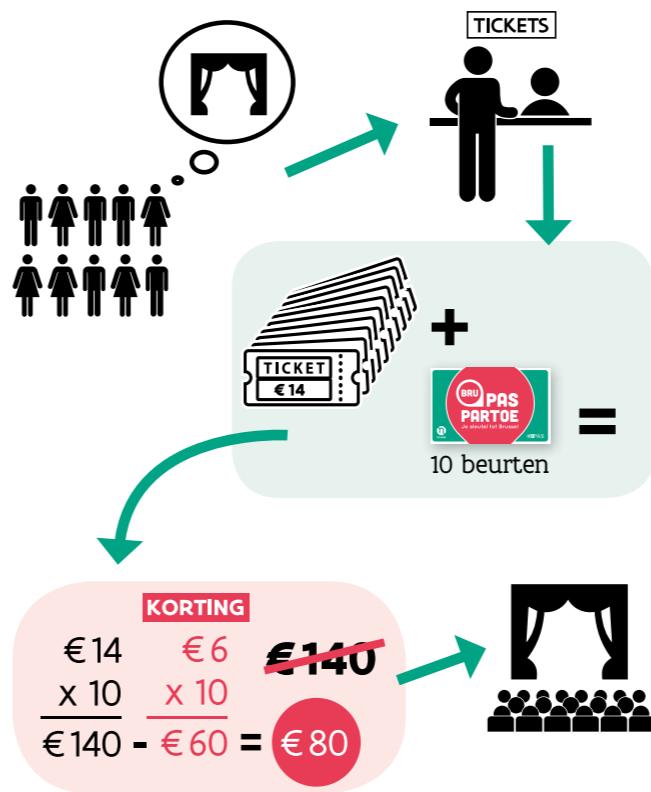 TICKETS
TICKET
€ 14
+
BRU PAS
PARTOE
Je sleutel tot Brussel
=
10 beurten
KORTING
€ 14 € 6 €140
x 10 x 10
€ 140 - € 60 = € 80